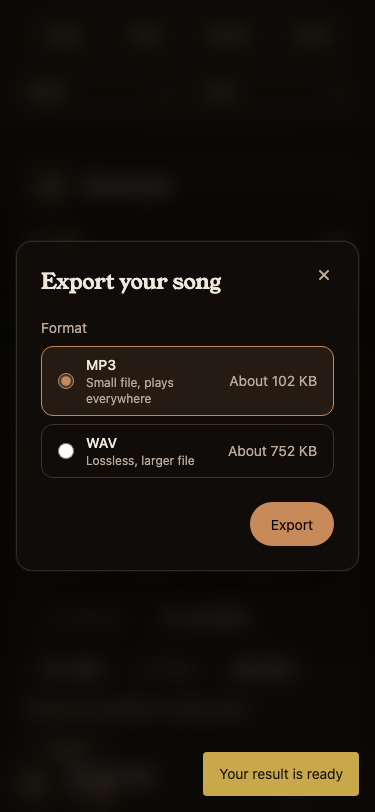 Export your song
Format
MP3
Small file, plays
everywhere
About 102 KB
WAV
Lossless, larger file
About 752 KB
Export
Your result is ready